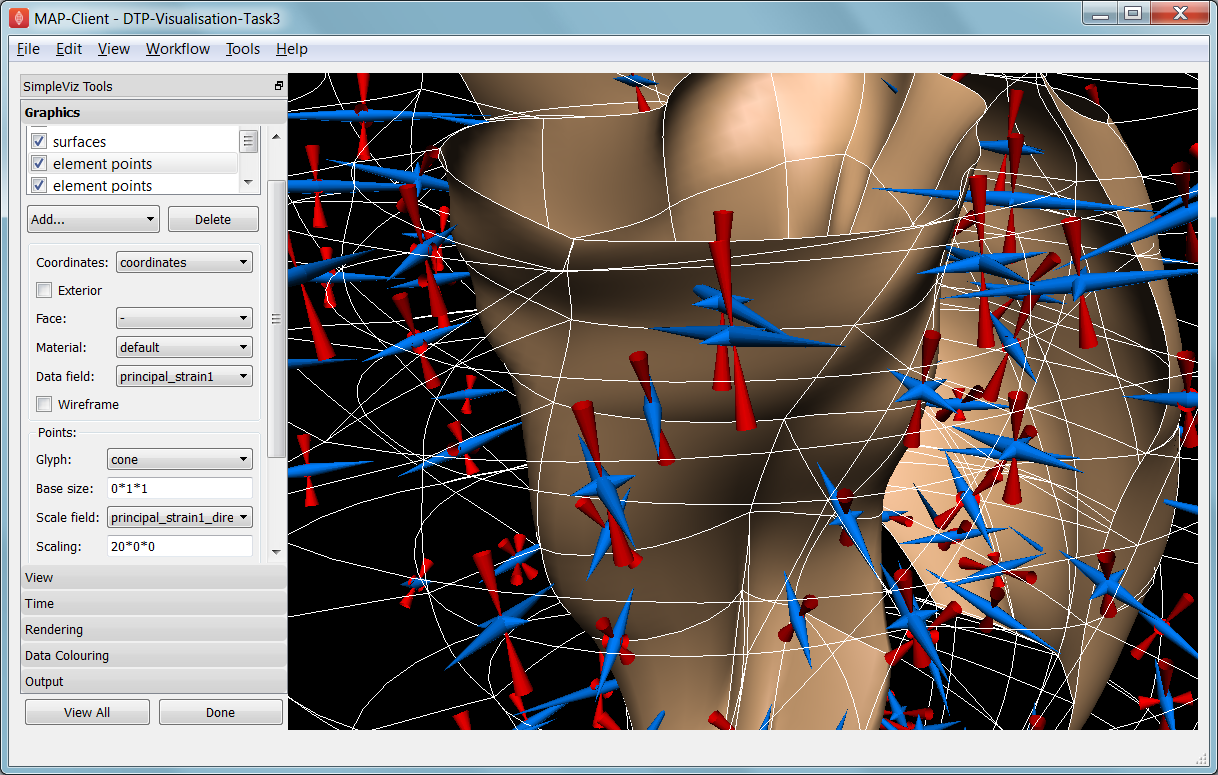 MAP-Client - DTP-Visualisation-Task3
File Edit View Workflow Tools Help
SimpleViz Tools
Graphics
surfaces
element points
element points
Add... Delete
Coordinates: coordinates
Exterior
Face: -
Material: default
Data field: principal_strain1
Wireframe
Points:
Glyph: cone
Base size: 0*1*1
Scale field: principal_strain1_dire
Scaling: 20*0*0
View
Time
Rendering
Data Colouring
Output
View All Done